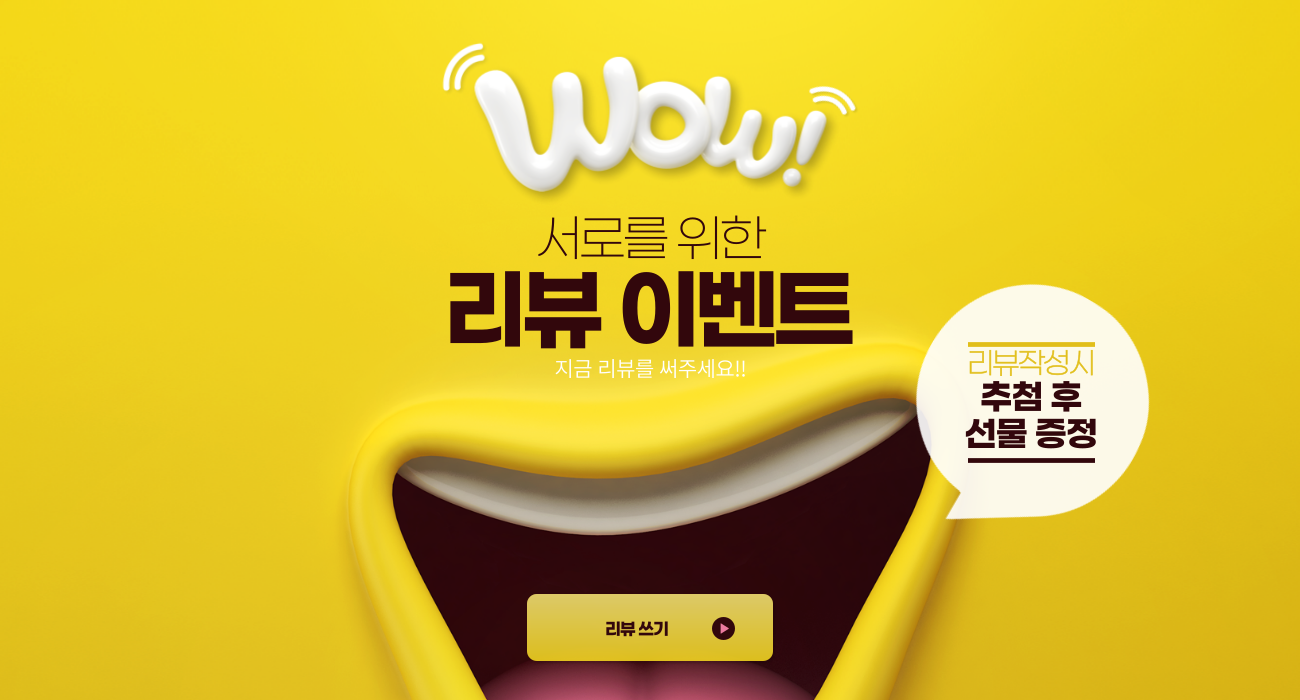 Wow!
서로를 위한
리뷰 이벤트
지금 리뷰를 써주세요!!
리뷰작성시
추첨 후
선물 증정
리뷰 쓰기